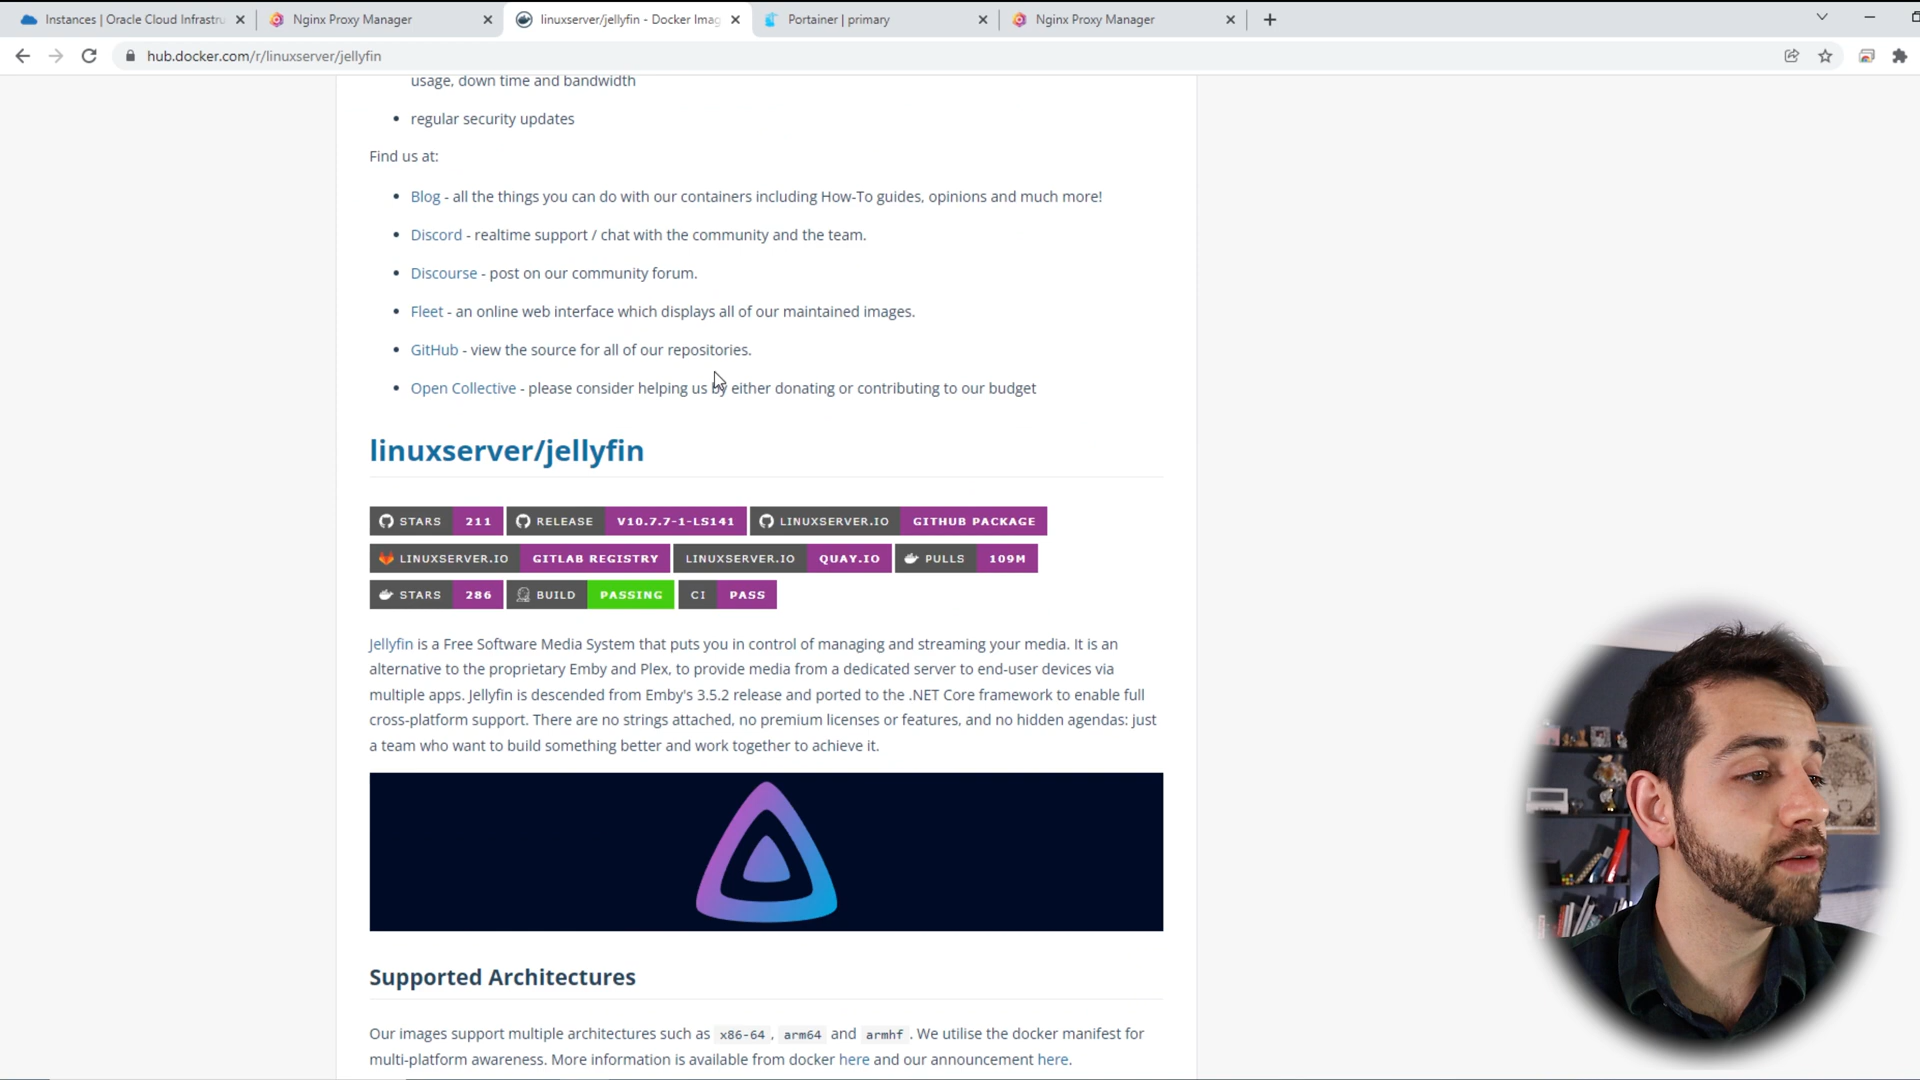 Instances | Oracle Cloud Infrastru
Nginx Proxy Manager
linuxserver/jellyfin - Docker Imag
Portainer | primary
Nginx Proxy Manager
hub.docker.com/r/linuxserver/jellyfin
usage, down time and bandwidth
regular security updates
Find us at:
Blog - all the things you can do with our containers including How-To guides, opinions and much more!
Discord - realtime support / chat with the community and the team.
Discourse - post on our community forum.
Fleet - an online web interface which displays all of our maintained images.
GitHub - view the source for all of our repositories.
Open Collective - please consider helping us by either donating or contributing to our budget
linuxserver/jellyfin
STARS 211 RELEASE V10.7.7-1-LS141 LINUXSERVER.IO GITHUB PACKAGE
LINUXSERVER.IO GITLAB REGISTRY LINUXSERVER.IO QUAY.IO PULLS 109M
STARS 286 BUILD PASSING CI PASS
Jellyfin is a Free Software Media System that puts you in control of managing and streaming your media. It is an
alternative to the proprietary Emby and Plex, to provide media from a dedicated server to end-user devices via
multiple apps. Jellyfin is descended from Emby's 3.5.2 release and ported to the .NET Core framework to enable full
cross-platform support. There are no strings attached, no premium licenses or features, and no hidden agendas: just
a team who want to build something better and work together to achieve it.
Supported Architectures
Our images support multiple architectures such as x86-64 , arm64 and armhf . We utilise the docker manifest for
multi-platform awareness. More information is available from docker here and our announcement here.